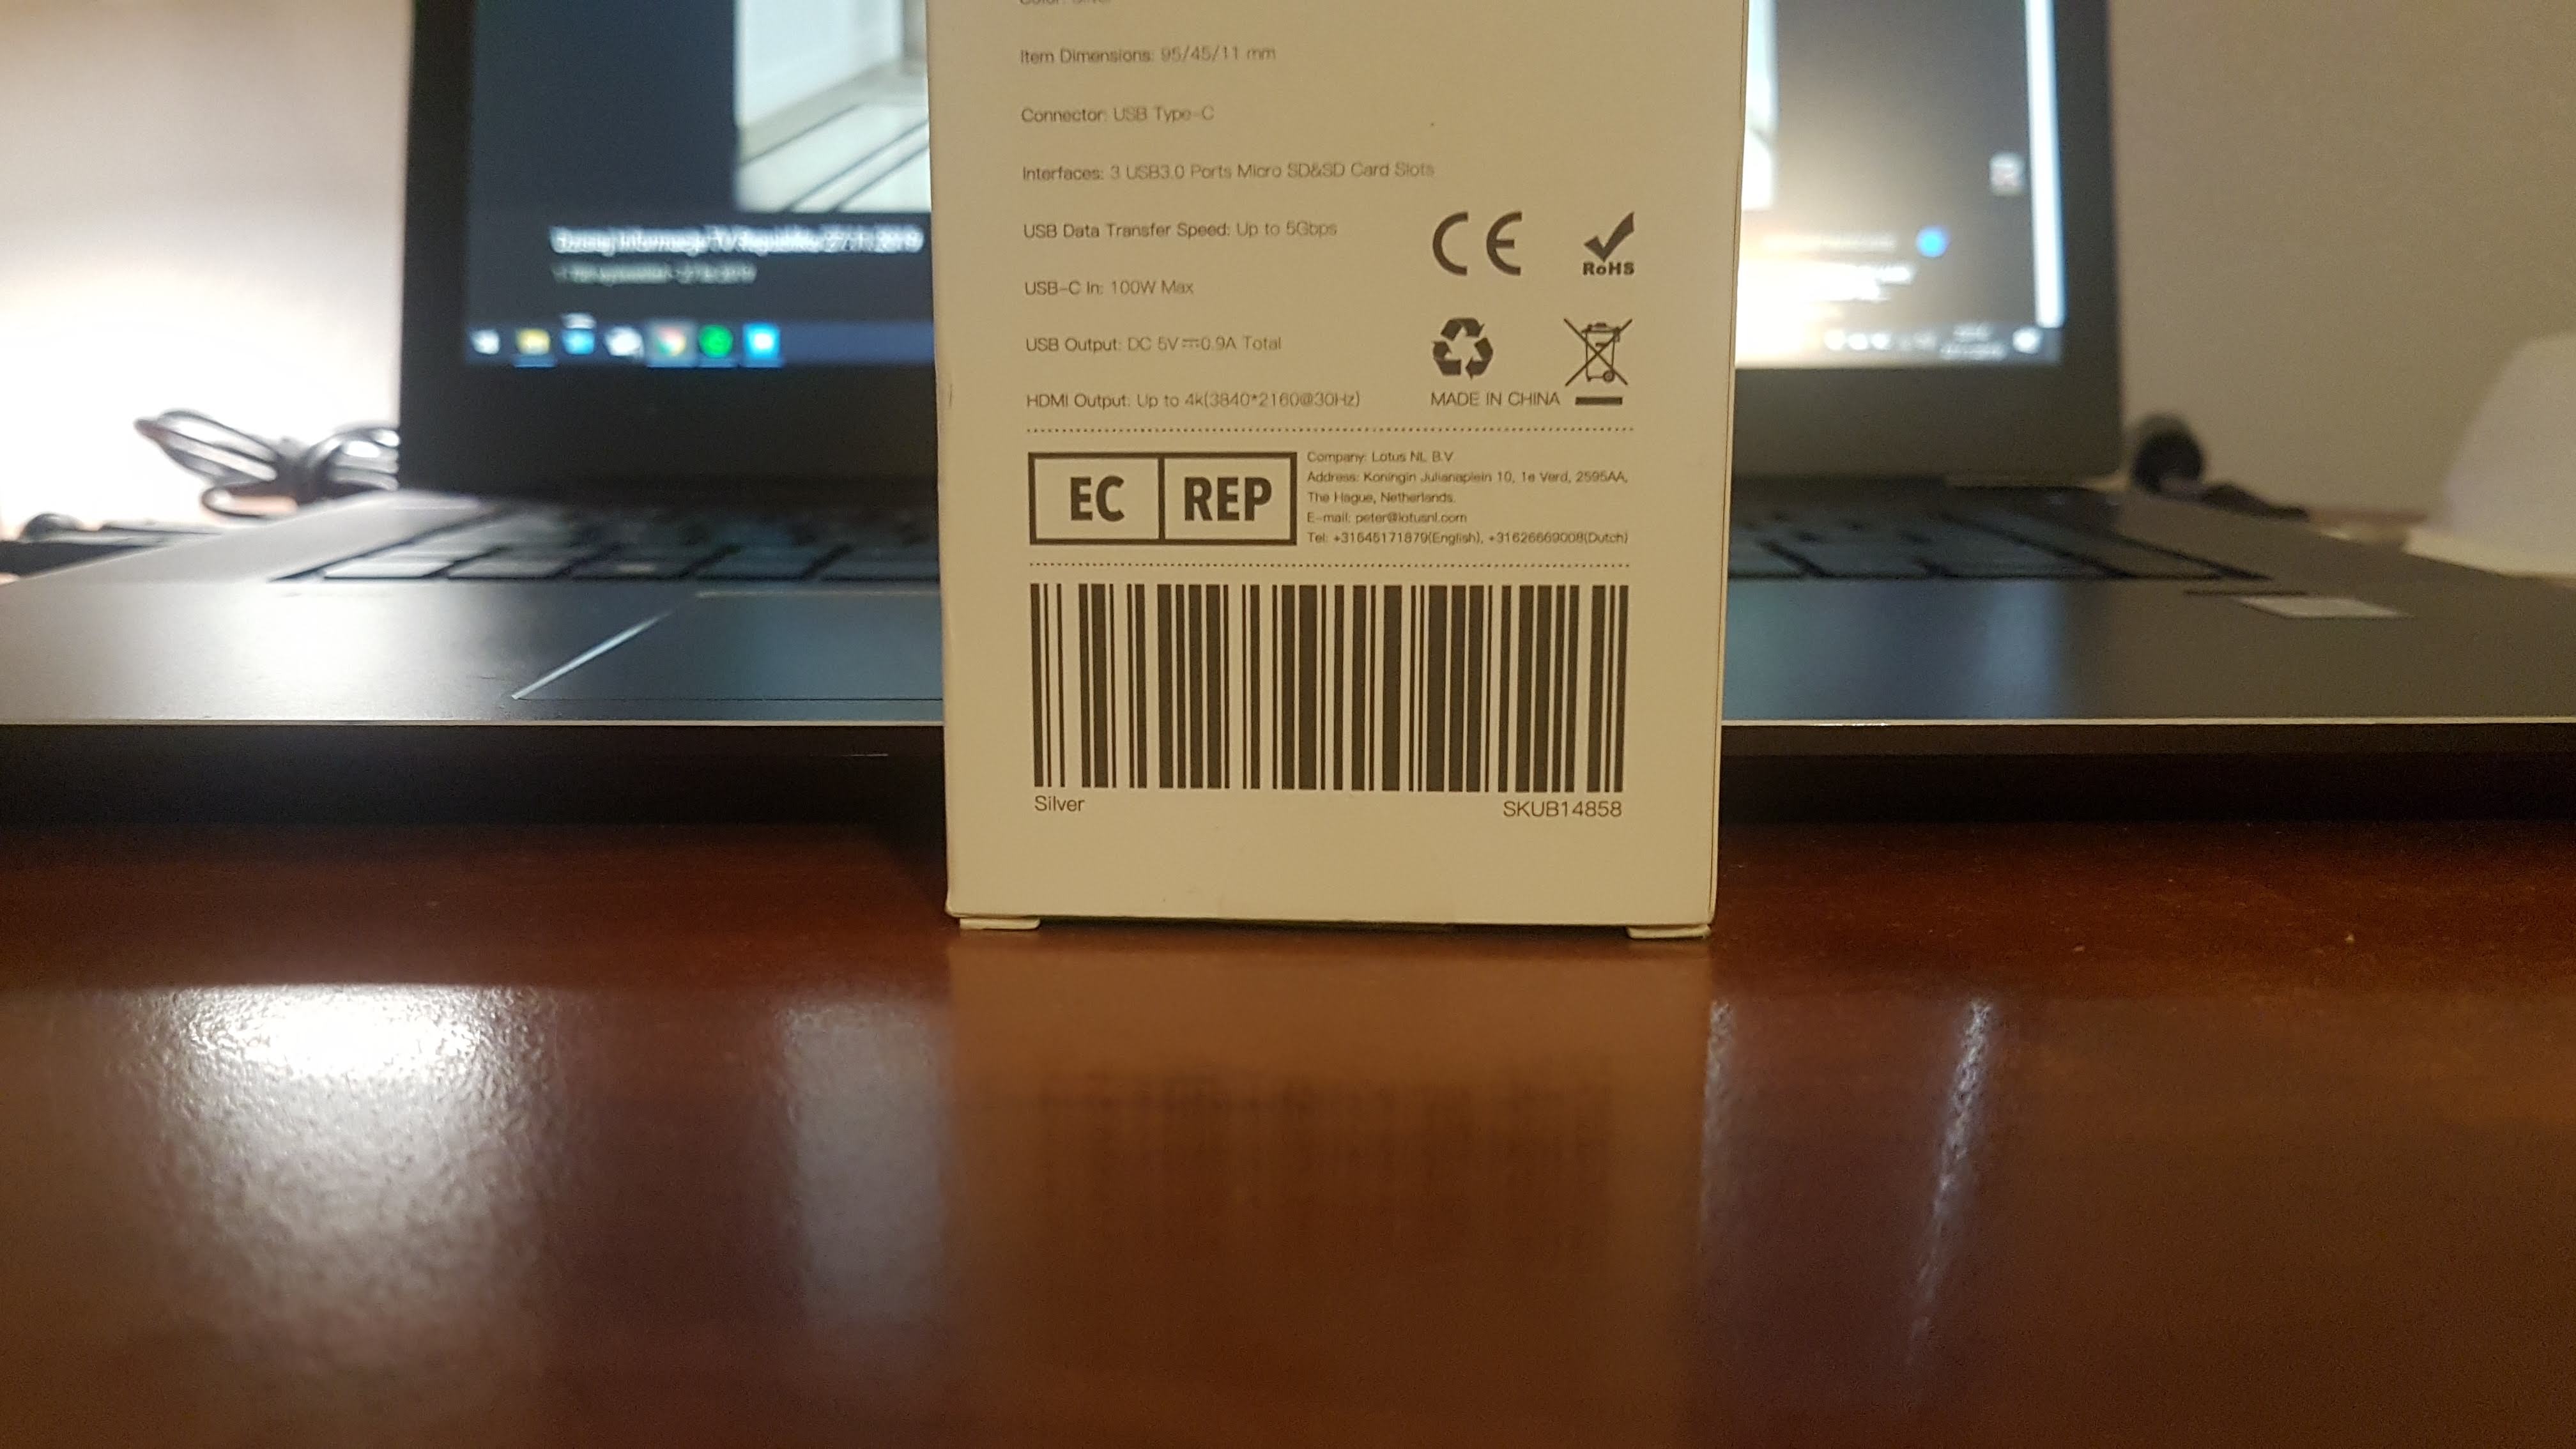 Color: Silver
Item Dimensions: 95/45/11 mm
Connector: USB Type-C
Interfaces: 3 USB3.0 Ports Micro SD&SD Card Slots
USB Data Transfer Speed: Up to 5Gbps
USB-C In: 100W Max
USB Output: DC 5V⎓0.9A Total
HDMI Output: Up to 4k(3840*2160@30Hz)
CE
RoHS
MADE IN CHINA
EC REP
Company: Lotus NL B.V.
Address: Koningin Julianaplein 10, 1e Verd, 2595AA,
The Hague, Netherlands.
E-mail: peter@lotusnl.com
Tel: +31645171879(English), +31626669008(Dutch)
Silver
SKUB14858